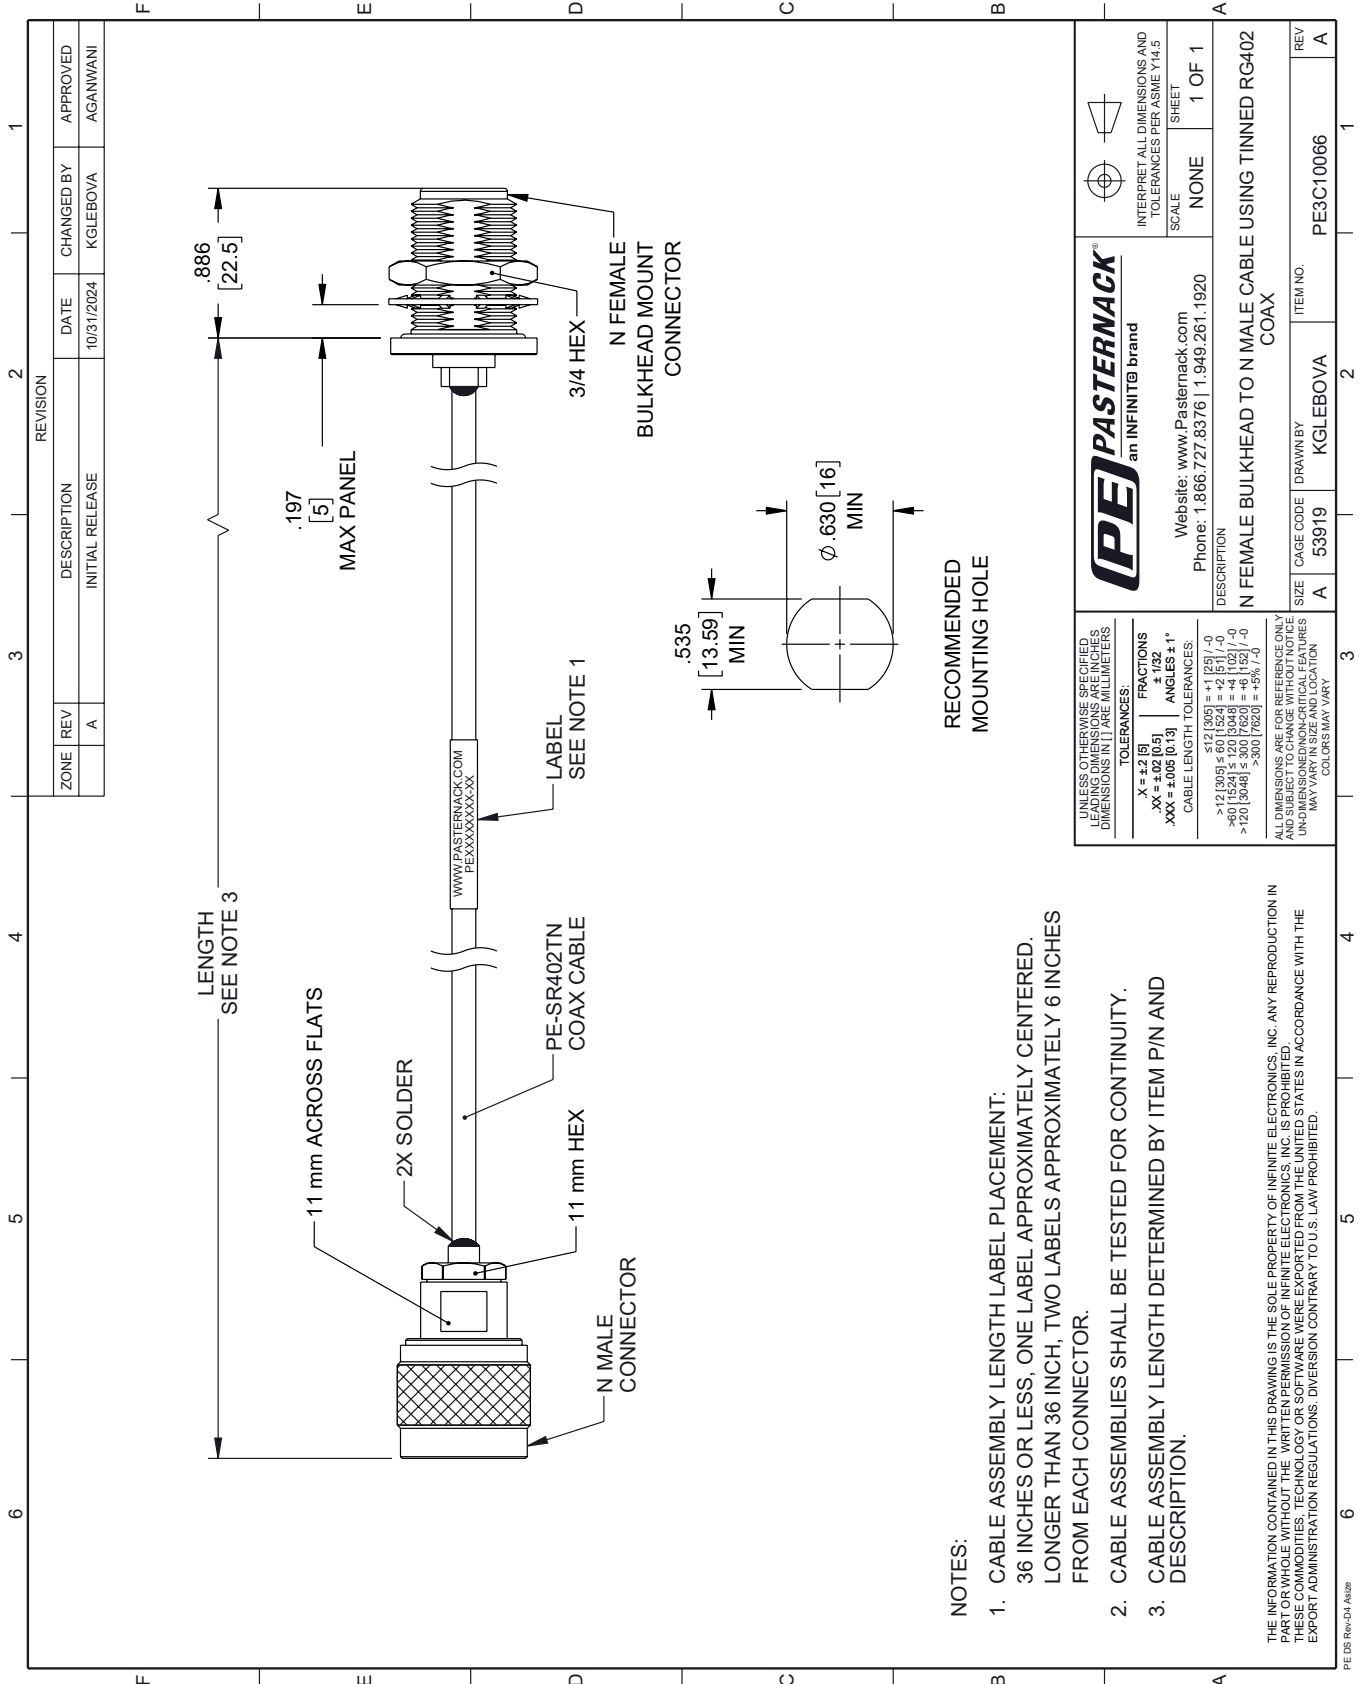 REVISION
ZONE
REV
DESCRIPTION
DATE
CHANGED BY
APPROVED
A
INITIAL RELEASE
10/31/2024
KGLEBOVA
AGANWANI
6
5
4
3
2
1
F
E
D
C
B
A
LENGTH
SEE NOTE 3
.886
[22.5]
.197
[5]
MAX PANEL
11 mm ACROSS FLATS
2X SOLDER
WWW.PASTERNACK.COM
PEXXXXXXXX-XX
N MALE
CONNECTOR
11 mm HEX
PE-SR402TN
COAX CABLE
LABEL
SEE NOTE 1
3/4 HEX
N FEMALE
BULKHEAD MOUNT
CONNECTOR
.535
[13.59]
MIN
Ø.630 [16]
MIN
RECOMMENDED
MOUNTING HOLE
NOTES:
1. CABLE ASSEMBLY LENGTH LABEL PLACEMENT:
36 INCHES OR LESS, ONE LABEL APPROXIMATELY CENTERED.
LONGER THAN 36 INCH, TWO LABELS APPROXIMATELY 6 INCHES
FROM EACH CONNECTOR.
2. CABLE ASSEMBLIES SHALL BE TESTED FOR CONTINUITY.
3. CABLE ASSEMBLY LENGTH DETERMINED BY ITEM P/N AND
DESCRIPTION.
THE INFORMATION CONTAINED IN THIS DRAWING IS THE SOLE PROPERTY OF INFINITE ELECTRONICS, INC. ANY REPRODUCTION IN
PART OR WHOLE WITHOUT THE WRITTEN PERMISSION OF INFINITE ELECTRONICS, INC. IS PROHIBITED.
THESE COMMODITIES, TECHNOLOGY OR SOFTWARE WERE EXPORTED FROM THE UNITED STATES IN ACCORDANCE WITH THE
EXPORT ADMINISTRATION REGULATIONS. DIVERSION CONTRARY TO U.S. LAW PROHIBITED.
UNLESS OTHERWISE SPECIFIED
LEADING DIMENSIONS ARE INCHES
DIMENSIONS IN [ ] ARE MILLIMETERS
TOLERANCES:
.X = ±.2 [5]
.XX = ±.02 [0.5]
.XXX = ±.005 [0.13]
FRACTIONS
± 1/32
ANGLES ± 1°
CABLE LENGTH TOLERANCES:
≤12 [305] = +1 [25] / -0
>12 [305] ≤ 60 [1524] = +2 [51] / -0
>60 [1524] ≤ 120 [3048] = +4 [102] / -0
>120 [3048] ≤ 300 [7620] = +6 [152] / -0
>300 [7620] = +5% / -0
ALL DIMENSIONS ARE FOR REFERENCE ONLY
AND SUBJECT TO CHANGE WITHOUT NOTICE.
UN-DIMENSIONED/NON-CRITICAL FEATURES
MAY VARY IN SIZE AND LOCATION
COLORS MAY VARY
PE PASTERNACK®
an INFINIT@ brand
Website: www.Pasternack.com
Phone: 1.866.727.8376 | 1.949.261.1920
INTERPRET ALL DIMENSIONS AND
TOLERANCES PER ASME Y14.5
SCALE
NONE
SHEET
1 OF 1
DESCRIPTION
N FEMALE BULKHEAD TO N MALE CABLE USING TINNED RG402
COAX
SIZE
A
CAGE CODE
53919
DRAWN BY
KGLEBOVA
ITEM NO.
PE3C10066
REV
A
6
5
4
3
2
1
F
E
D
C
B
A
PE DS Rev-D4 Asize